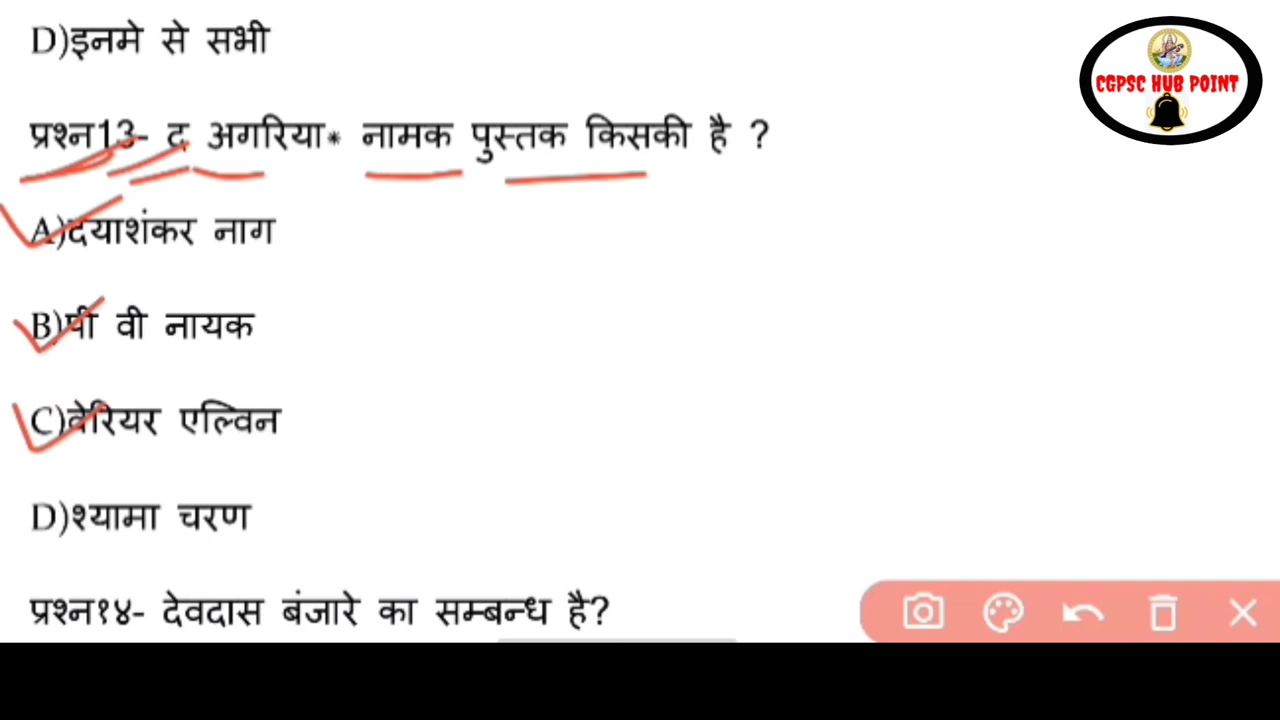 D)इनमे से सभी
CGPSC HUB POINT
प्रश्न13- द अगरिया* नामक पुस्तक किसकी है ?
A)दयाशंकर नाग
B)पी वी नायक
C)वेरियर एल्विन
D)श्यामा चरण
प्रश्न१४- देवदास बंजारे का सम्बन्ध है?